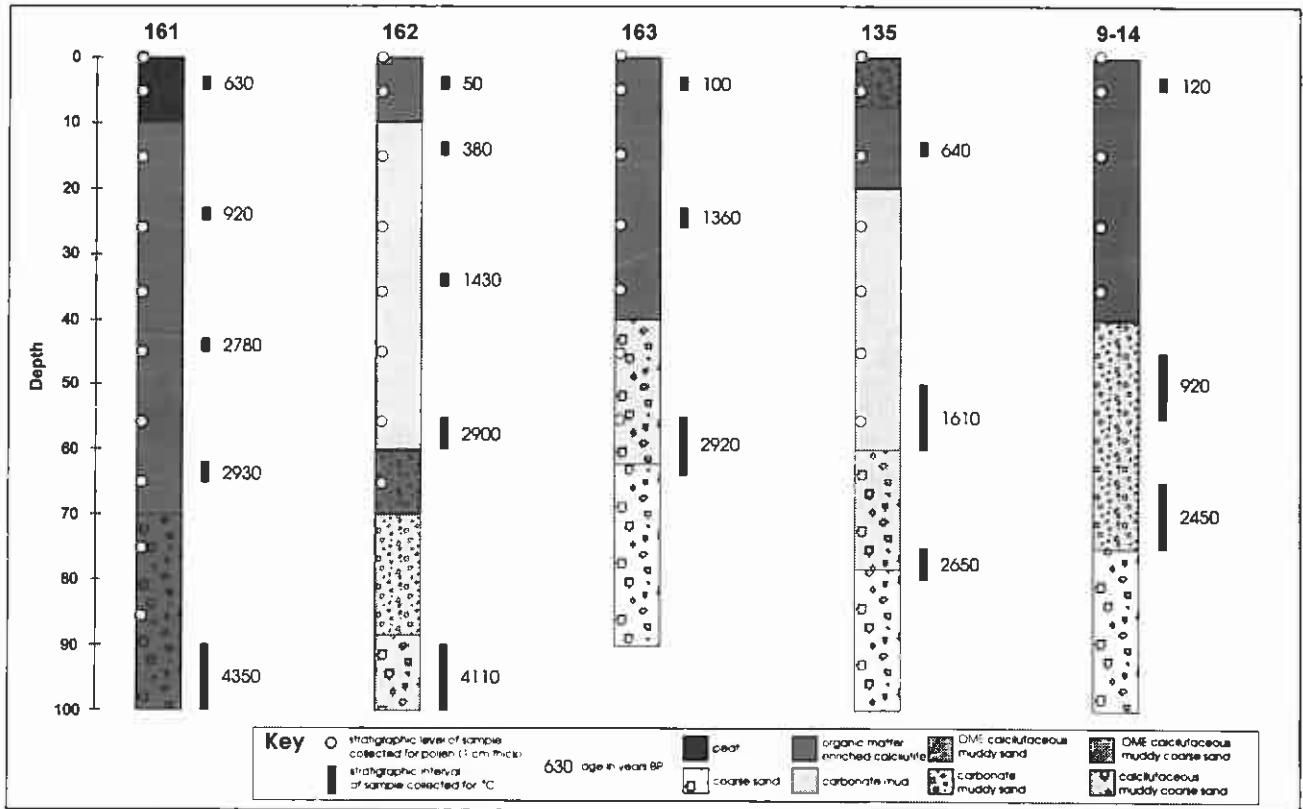 161 162 163 135 9-14
0
10
20
30
40
50
60
70
80
90
100
Depth
630
920
2780
2930
4350
50
380
1430
2900
4110
100
1360
2920
640
1610
2650
120
920
2450
Key
stratigraphic level of sample
collected for pollen (1 cm thick)
stratigraphic interval
of sample collected for
630 age in years BP
peat
coarse sand
organic matter
enriched calcilutite
carbonate mud
OME calcilutaceous
muddy sand
carbonate
muddy sand
OME calcilutaceous
muddy coarse sand
calcilutaceous
muddy coarse sand